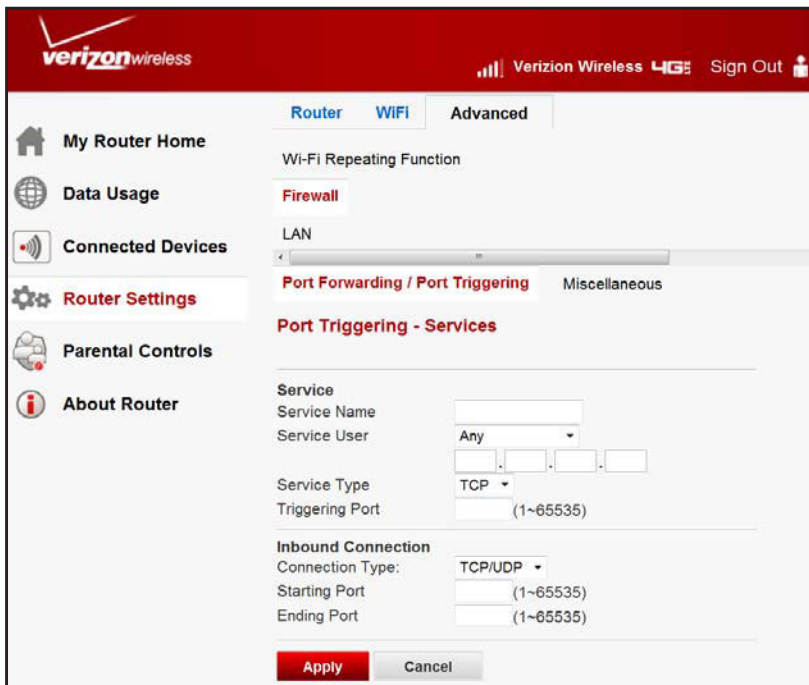 verizonwireless
Verizion Wireless 4G LTE Sign Out
Router WiFi Advanced
My Router Home
Wi-Fi Repeating Function
Data Usage
Firewall
LAN
Connected Devices
Port Forwarding / Port Triggering Miscellaneous
Router Settings
Port Triggering - Services
Parental Controls
About Router
Service
Service Name
Service User Any
. . .
Service Type TCP
Triggering Port (1~65535)
Inbound Connection
Connection Type: TCP/UDP
Starting Port (1~65535)
Ending Port (1~65535)
Apply Cancel